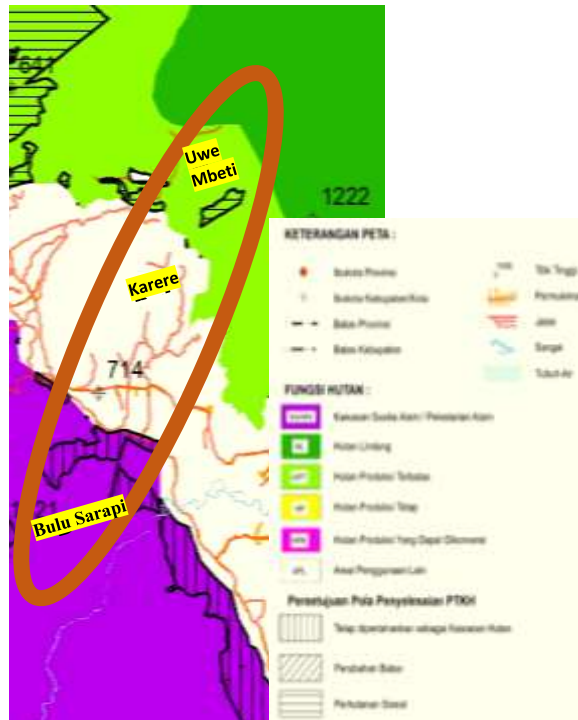 641
Uwe
Mbeti
1222
Karere
714
Bulu Sarapi
KETERANGAN PETA :
Ibukota Provinsi
Ibukota Kabupaten/Kota
Batas Provinsi
Batas Kabupaten
Titik Tinggi
Jalan
Sungai
Tubuh Air
FUNGSI HUTAN :
Kawasan Suaka Alam / Pelestarian Alam
Hutan Lindung
Hutan Produksi Terbatas
Hutan Produksi Tetap
Hutan Produksi Yang Dapat Dikonversi
Areal Penggunaan Lain
Persetujuan Pola Penyelesaian PTKH
Tetap dipertahankan sebagai Kawasan Hutan
Perubahan Batas
Perhutanan Sosial